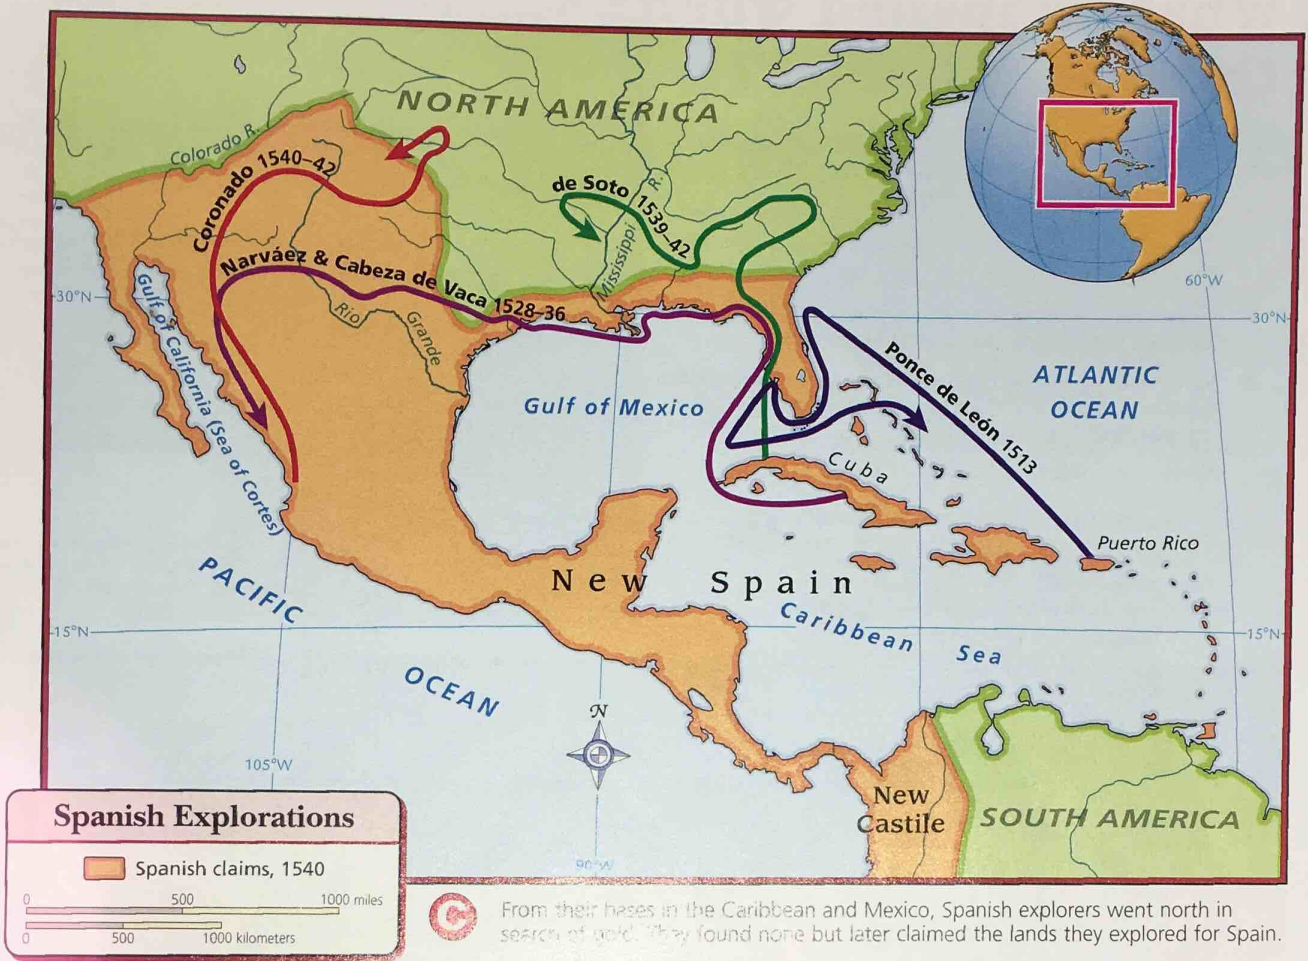 NORTH AMERICA
Colorado R.
Coronado 1540–42
de Soto 1539–42
Mississippi R.
Narváez & Cabeza de Vaca 1528–36
60°W
30°N
30°N
Gulf of California (Sea of Cortes)
Rio Grande
Ponce de León 1513
ATLANTIC
OCEAN
Gulf of Mexico
Cuba
Puerto Rico
New Spain
PACIFIC
OCEAN
15°N
15°N
Caribbean Sea
N
105°W
90°W
New
Castile
SOUTH AMERICA
Spanish Explorations
Spanish claims, 1540
0 500 1000 miles
0 500 1000 kilometers
C
From their bases in the Caribbean and Mexico, Spanish explorers went north in
search of gold. They found none but later claimed the lands they explored for Spain.